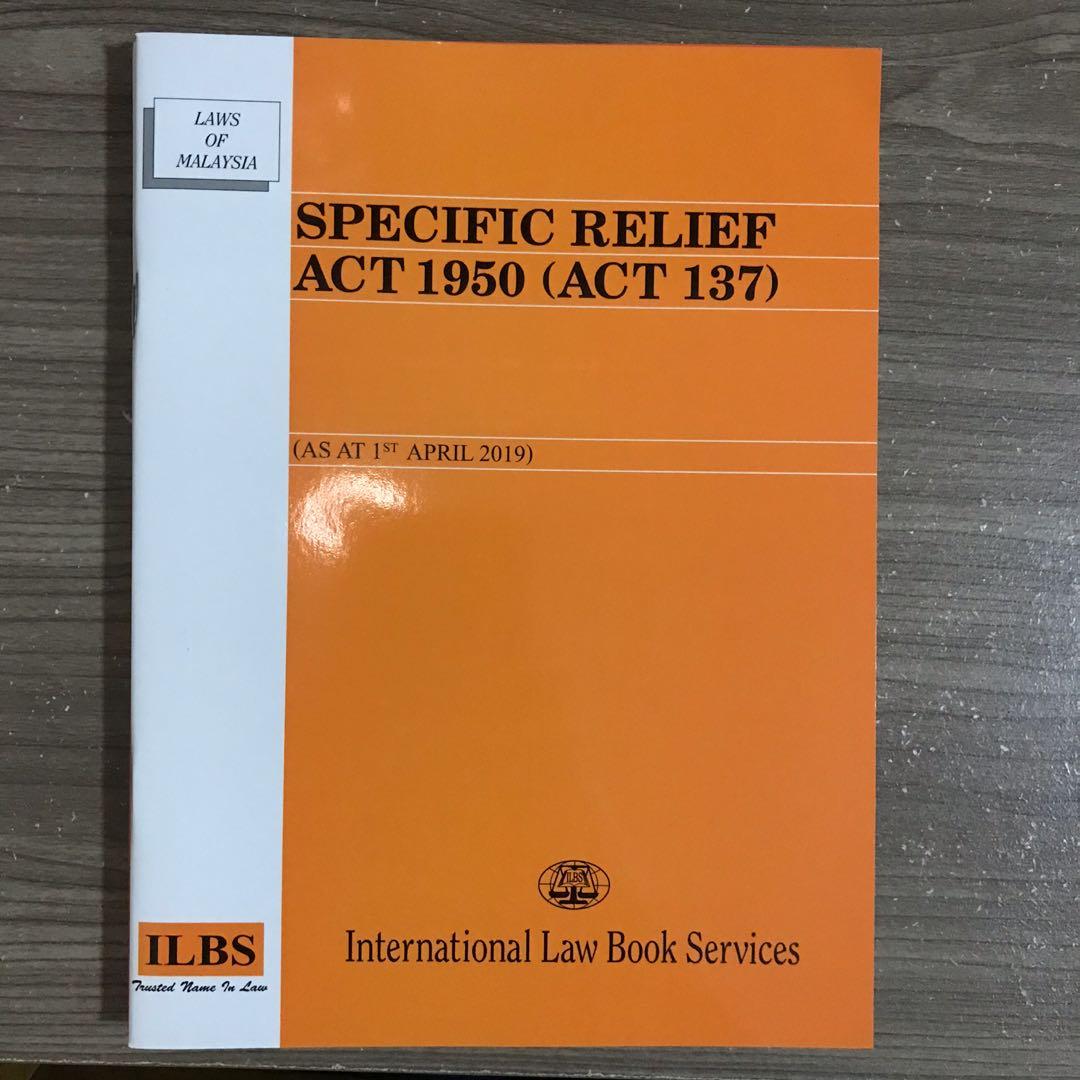 LAWS
OF
MALAYSIA
SPECIFIC RELIEF
ACT 1950 (ACT 137)
(AS AT 1ST APRIL 2019)
ILBS
International Law Book Services
ILBS
Trusted Name In Law